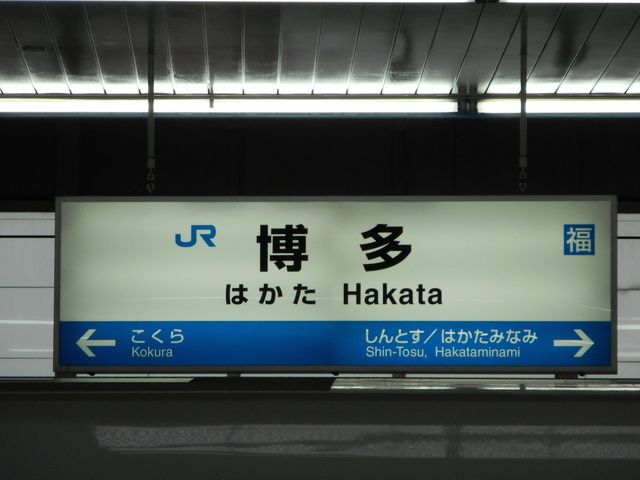 JR 博多 福
はかた Hakata
← こくら しんとす／はかたみなみ →
Kokura Shin-Tosu, Hakataminami